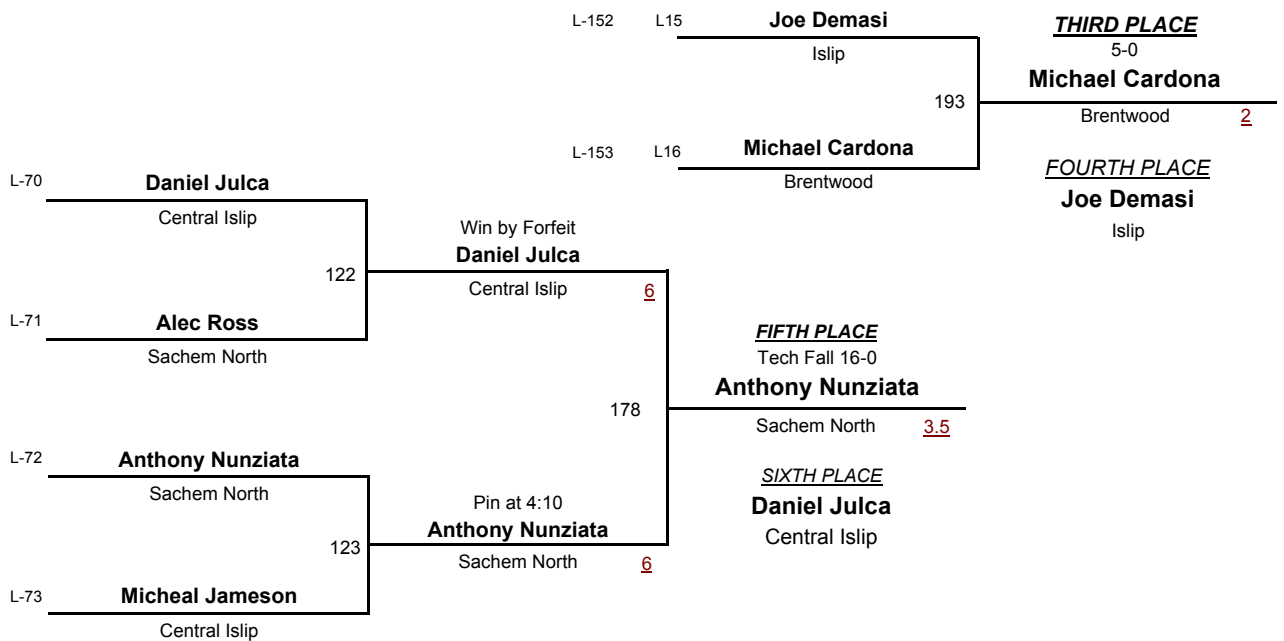 L-152 L15 Joe Demasi
Islip
193
L-153 L16 Michael Cardona
Brentwood
THIRD PLACE
5-0
Michael Cardona
Brentwood 2
FOURTH PLACE
Joe Demasi
Islip
L-70 Daniel Julca
Central Islip
122
L-71 Alec Ross
Sachem North
Win by Forfeit
Daniel Julca
Central Islip 6
178
L-72 Anthony Nunziata
Sachem North
123
L-73 Micheal Jameson
Central Islip
Pin at 4:10
Anthony Nunziata
Sachem North 6
FIFTH PLACE
Tech Fall 16-0
Anthony Nunziata
Sachem North 3.5
SIXTH PLACE
Daniel Julca
Central Islip